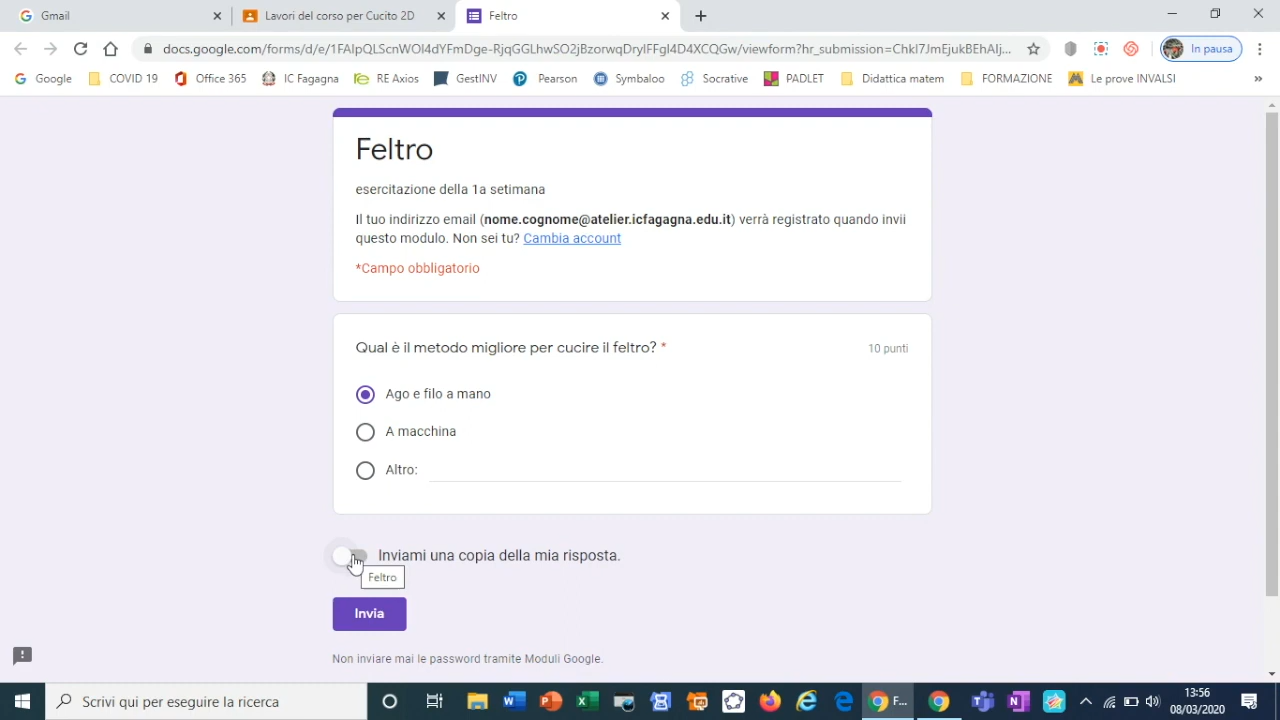 Gmail
Lavori del corso per Cucito 2D
Feltro
docs.google.com/forms/d/e/1FAIpQLScnWOl4dYFmEge-RjqGGLhwSO2jBzorwqDryIFFgI4D4XCQGw/viewform?hr_submission=ChkI7JmEjukBEhAIj...
In pausa
Google
COVID 19
Office 365
IC Fagagna
RE Axios
GestINV
Pearson
Symbaloo
Socrative
PADLET
Didattica matem
FORMAZIONE
Le prove INVALSI
»
Feltro
esercitazione della 1a setimana
Il tuo indirizzo email (nome.cognome@atelier.icfagagna.edu.it) verrà registrato quando invii
questo modulo. Non sei tu? Cambia account
*Campo obbligatorio
Qual è il metodo migliore per cucire il feltro? *
10 punti
Ago e filo a mano
A macchina
Altro:
Inviami una copia della mia risposta.
Feltro
Invia
Non inviare mai le password tramite Moduli Google.
Scrivi qui per eseguire la ricerca
F...
13:56
08/03/2020